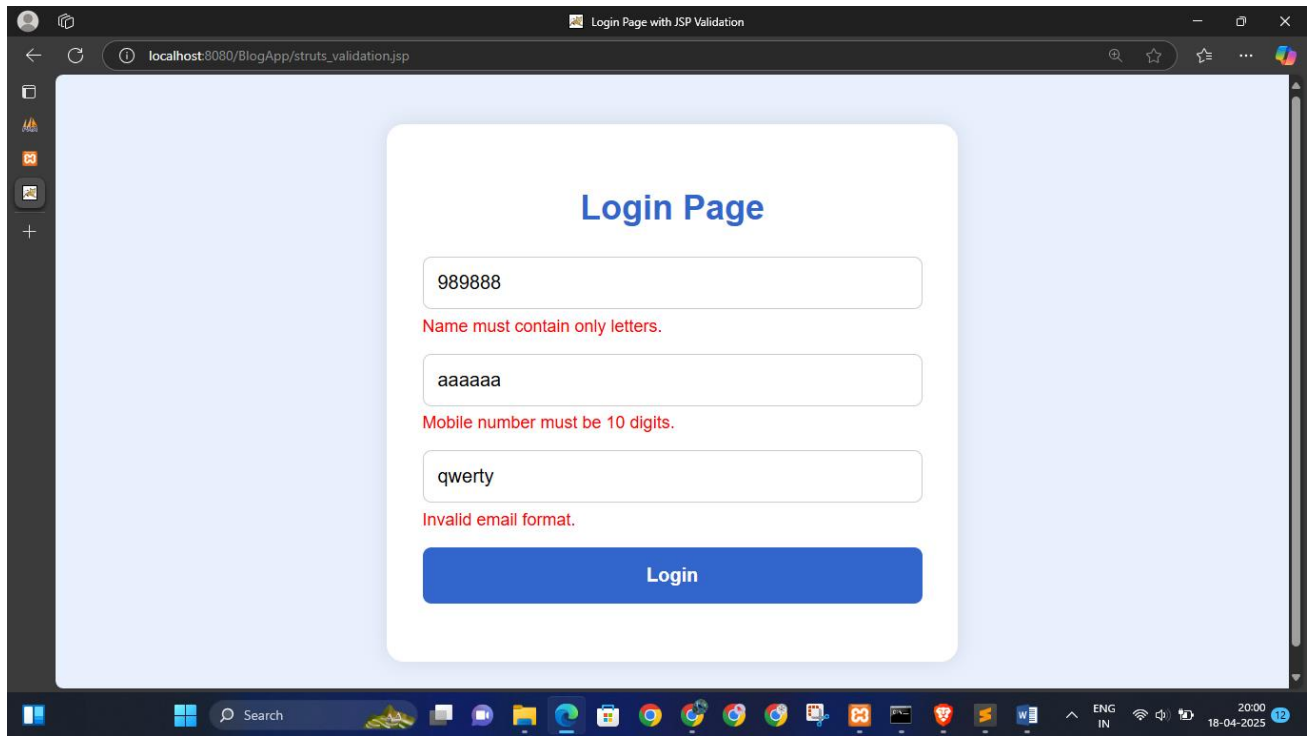 Login Page with JSP Validation
localhost:8080/BlogApp/struts_validation.jsp
Login Page
989888
Name must contain only letters.
aaaaaa
Mobile number must be 10 digits.
qwerty
Invalid email format.
Login
Search
ENG
IN
20:00
18-04-2025
12